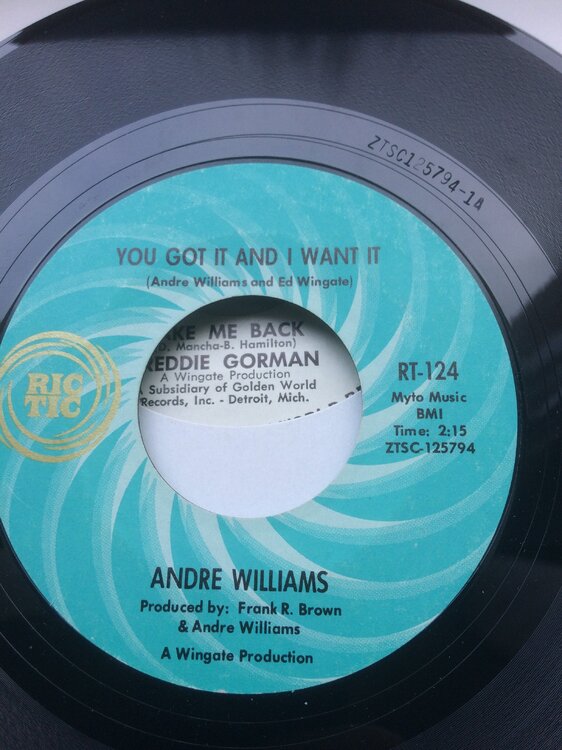 ZTSC125794-1A
YOU GOT IT AND I WANT IT
(Andre Williams and Ed Wingate)
ME BACK
Mancha-B. Hamilton)
GORMAN
A Wingate Production
Subsidiary of Golden World
Records, Inc. - Detroit, Mich.
RIC
TIC
RT-124
Myto Music
BMI
Time: 2:15
ZTSC-125794
ANDRE WILLIAMS
Produced by: Frank R. Brown
& Andre Williams
A Wingate Production